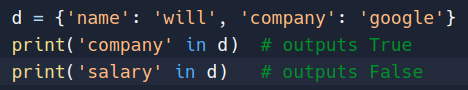 d = {'name': 'will', 'company': 'google'}
print('company' in d)  # outputs True
print('salary' in d)   # outputs False